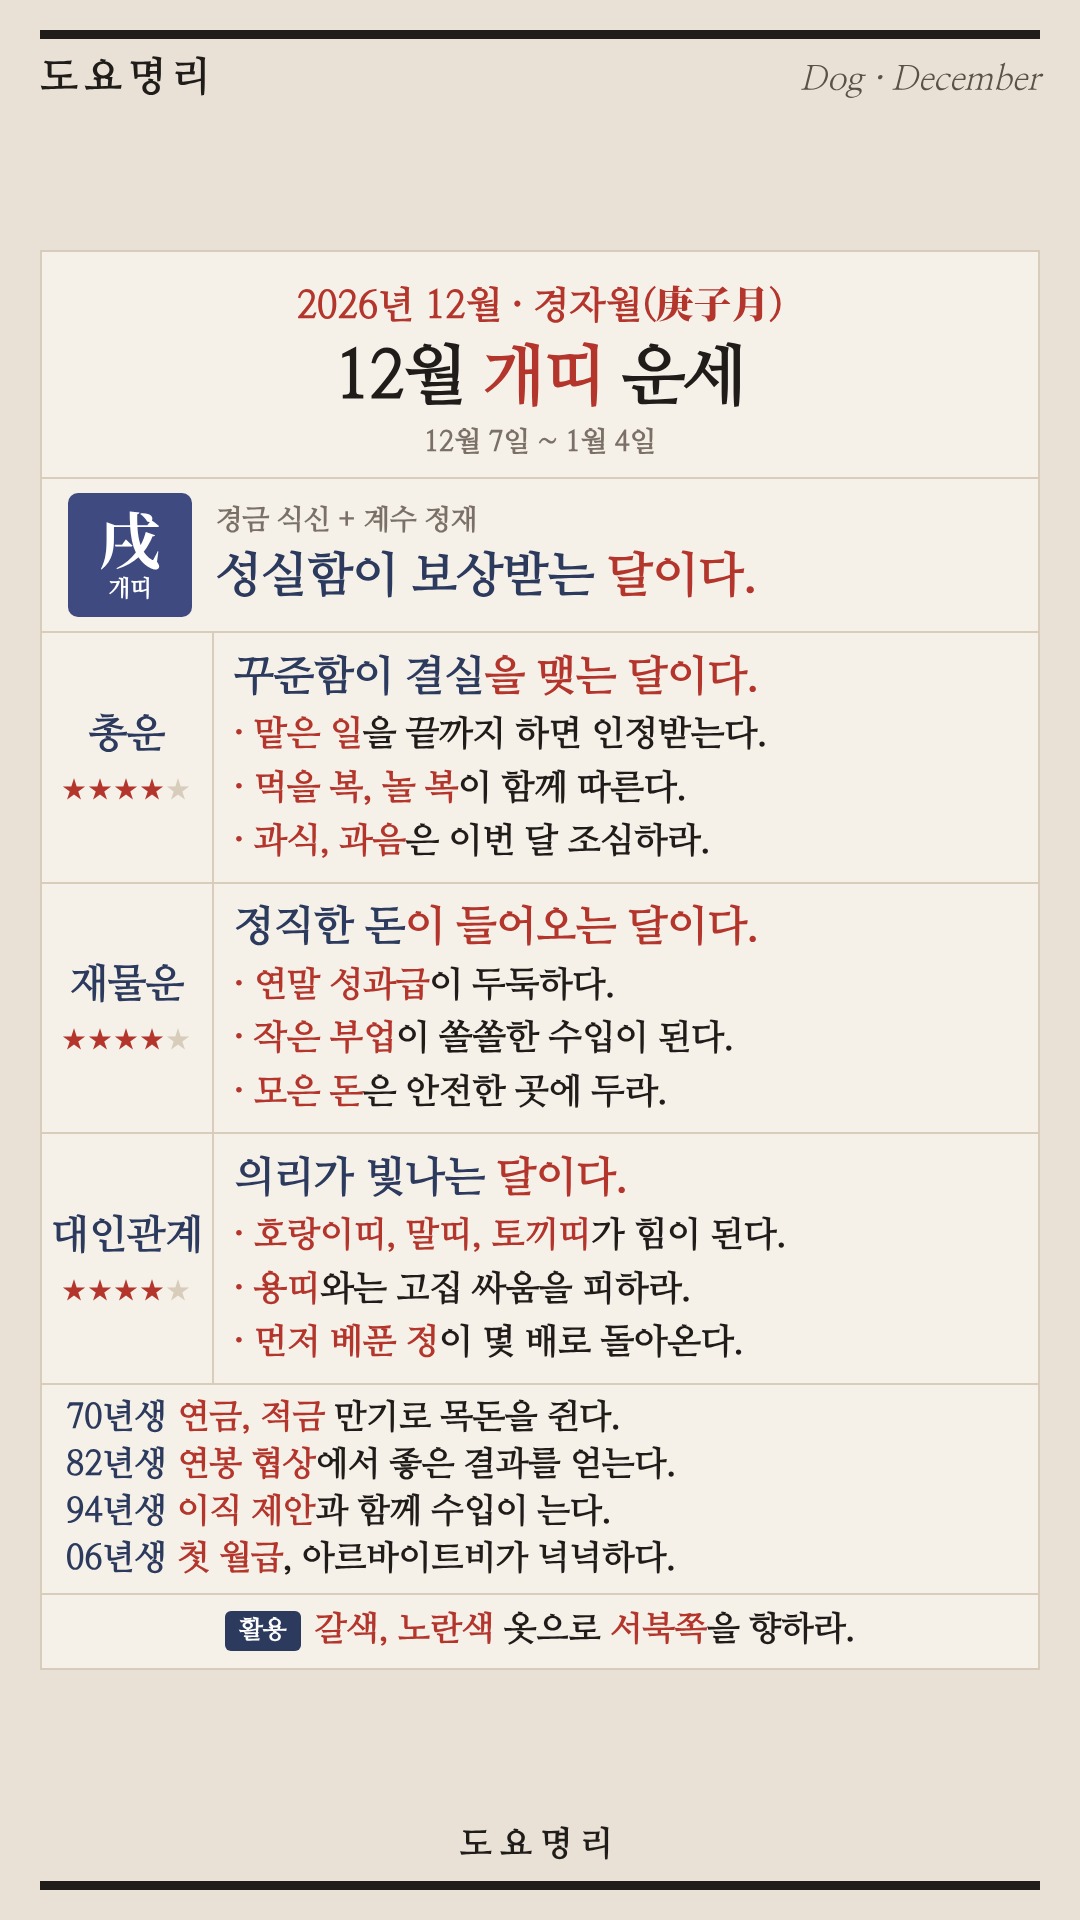 도요명리
Dog · December
2026년 12월 · 경자월(庚子月)
12월 개띠 운세
12월 7일 ~ 1월 4일
戌
개띠
경금 식신 + 계수 정재
성실함이 보상받는 달이다.
총운
★★★★★
꾸준함이 결실을 맺는 달이다.
· 맡은 일을 끝까지 하면 인정받는다.
· 먹을 복, 놀 복이 함께 따른다.
· 과식, 과음은 이번 달 조심하라.
재물운
★★★★★
정직한 돈이 들어오는 달이다.
· 연말 성과급이 두둑하다.
· 작은 부업이 쏠쏠한 수입이 된다.
· 모은 돈은 안전한 곳에 두라.
대인관계
★★★★★
의리가 빛나는 달이다.
· 호랑이띠, 말띠, 토끼띠가 힘이 된다.
· 용띠와는 고집 싸움을 피하라.
· 먼저 베푼 정이 몇 배로 돌아온다.
70년생 연금, 적금 만기로 목돈을 쥔다.
82년생 연봉 협상에서 좋은 결과를 얻는다.
94년생 이직 제안과 함께 수입이 는다.
06년생 첫 월급, 아르바이트비가 넉넉하다.
활용 갈색, 노란색 옷으로 서북쪽을 향하라.
도요명리